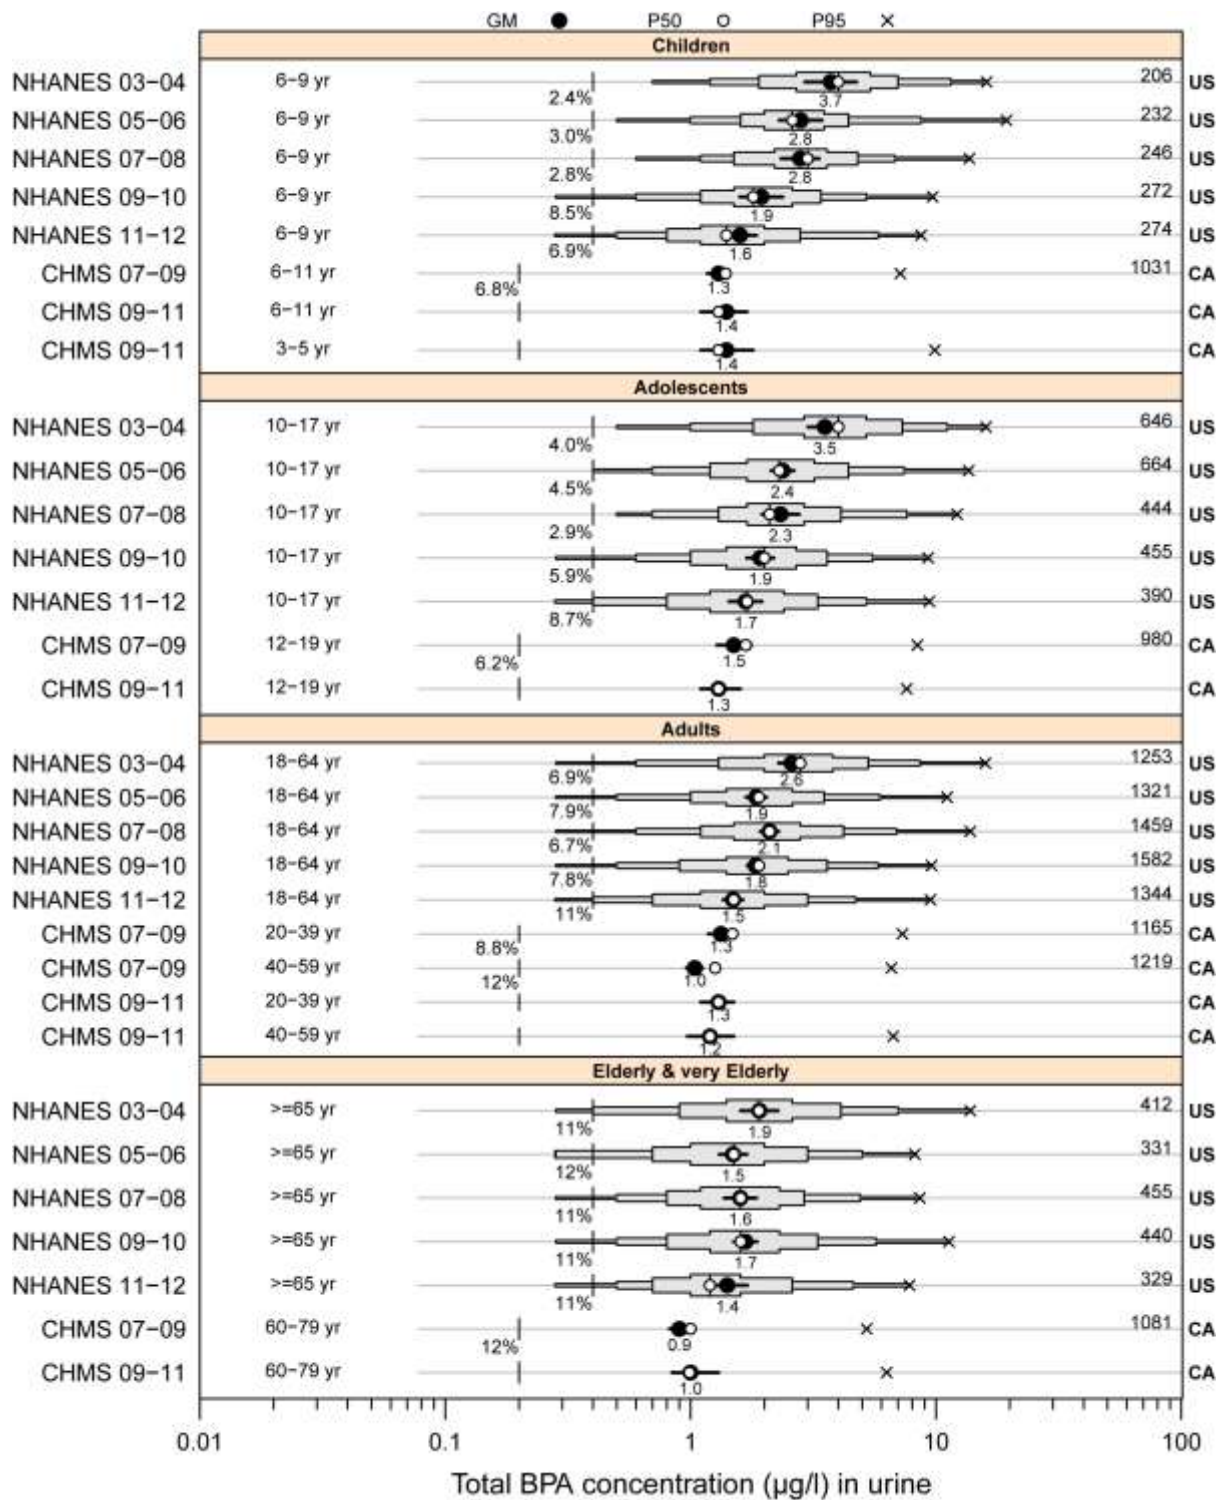 GM ● P50 ○ P95 ×
Children
NHANES 03−04 6−9 yr 206 US
2.4% 3.7
NHANES 05−06 6−9 yr 232 US
3.0% 2.8
NHANES 07−08 6−9 yr 246 US
2.8% 2.8
NHANES 09−10 6−9 yr 272 US
8.5% 1.9
NHANES 11−12 6−9 yr 274 US
6.9% 1.6
CHMS 07−09 6−11 yr 1031 CA
6.8% 1.3
CHMS 09−11 6−11 yr CA
1.4
CHMS 09−11 3−5 yr CA
1.4
Adolescents
NHANES 03−04 10−17 yr 646 US
4.0% 3.5
NHANES 05−06 10−17 yr 664 US
4.5% 2.4
NHANES 07−08 10−17 yr 444 US
2.9% 2.3
NHANES 09−10 10−17 yr 455 US
5.9% 1.9
NHANES 11−12 10−17 yr 390 US
8.7% 1.7
CHMS 07−09 12−19 yr 980 CA
6.2% 1.5
CHMS 09−11 12−19 yr CA
1.3
Adults
NHANES 03−04 18−64 yr 1253 US
6.9% 2.6
NHANES 05−06 18−64 yr 1321 US
7.9% 1.9
NHANES 07−08 18−64 yr 1459 US
6.7% 2.1
NHANES 09−10 18−64 yr 1582 US
7.8% 1.8
NHANES 11−12 18−64 yr 1344 US
11% 1.5
CHMS 07−09 20−39 yr 1165 CA
8.8% 1.3
CHMS 07−09 40−59 yr 1219 CA
12% 1.0
CHMS 09−11 20−39 yr CA
1.3
CHMS 09−11 40−59 yr CA
1.2
Elderly & very Elderly
NHANES 03−04 >=65 yr 412 US
11% 1.9
NHANES 05−06 >=65 yr 331 US
12% 1.5
NHANES 07−08 >=65 yr 455 US
11% 1.6
NHANES 09−10 >=65 yr 440 US
11% 1.7
NHANES 11−12 >=65 yr 329 US
11% 1.4
CHMS 07−09 60−79 yr 1081 CA
12% 0.9
CHMS 09−11 60−79 yr CA
1.0
0.01 0.1 1 10 100
Total BPA concentration (µg/l) in urine